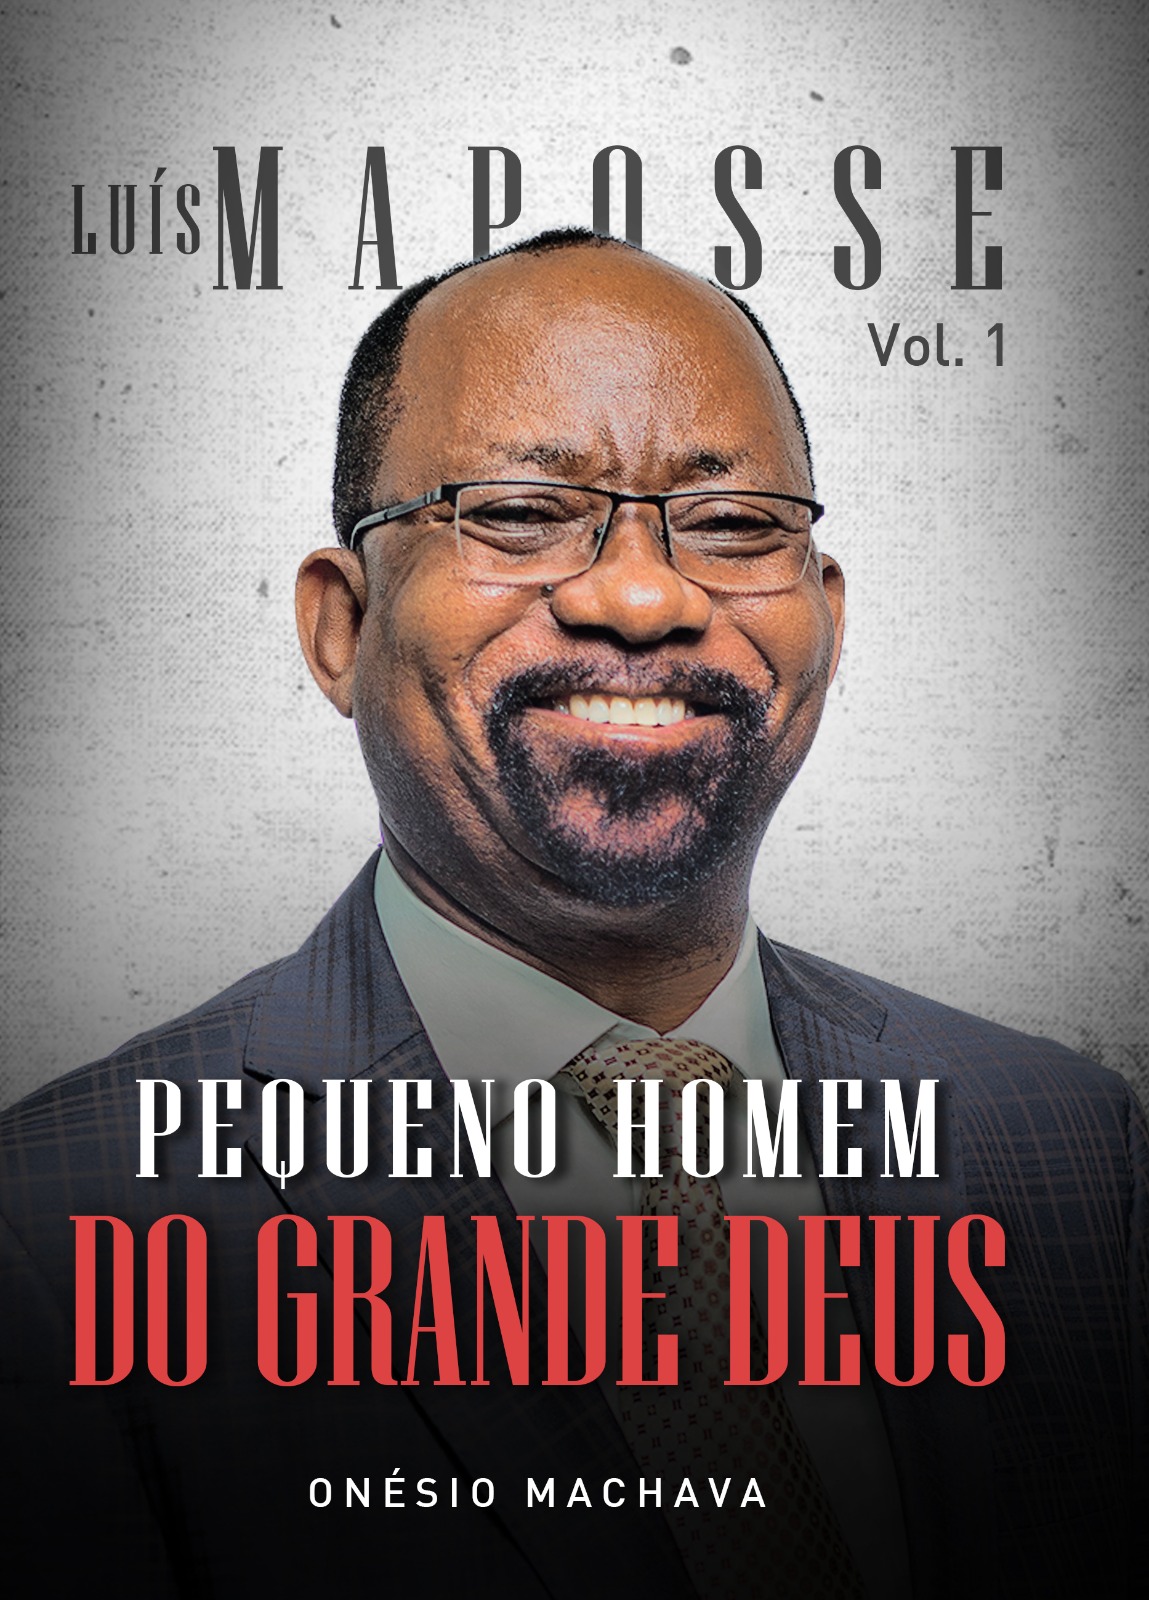 LUÍS MAPOSSE
Vol. 1
PEQUENO HOMEM
DO GRANDE DEUS
ONÉSIO MACHAVA